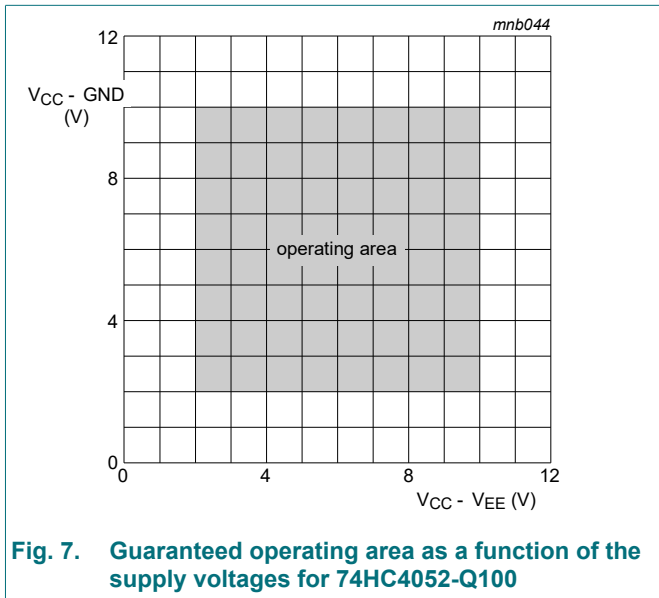 mnb044
12
VCC - GND
(V)
8
operating area
4
0
0
4
8
12
VCC - VEE (V)
Fig. 7. Guaranteed operating area as a function of the
supply voltages for 74HC4052-Q100